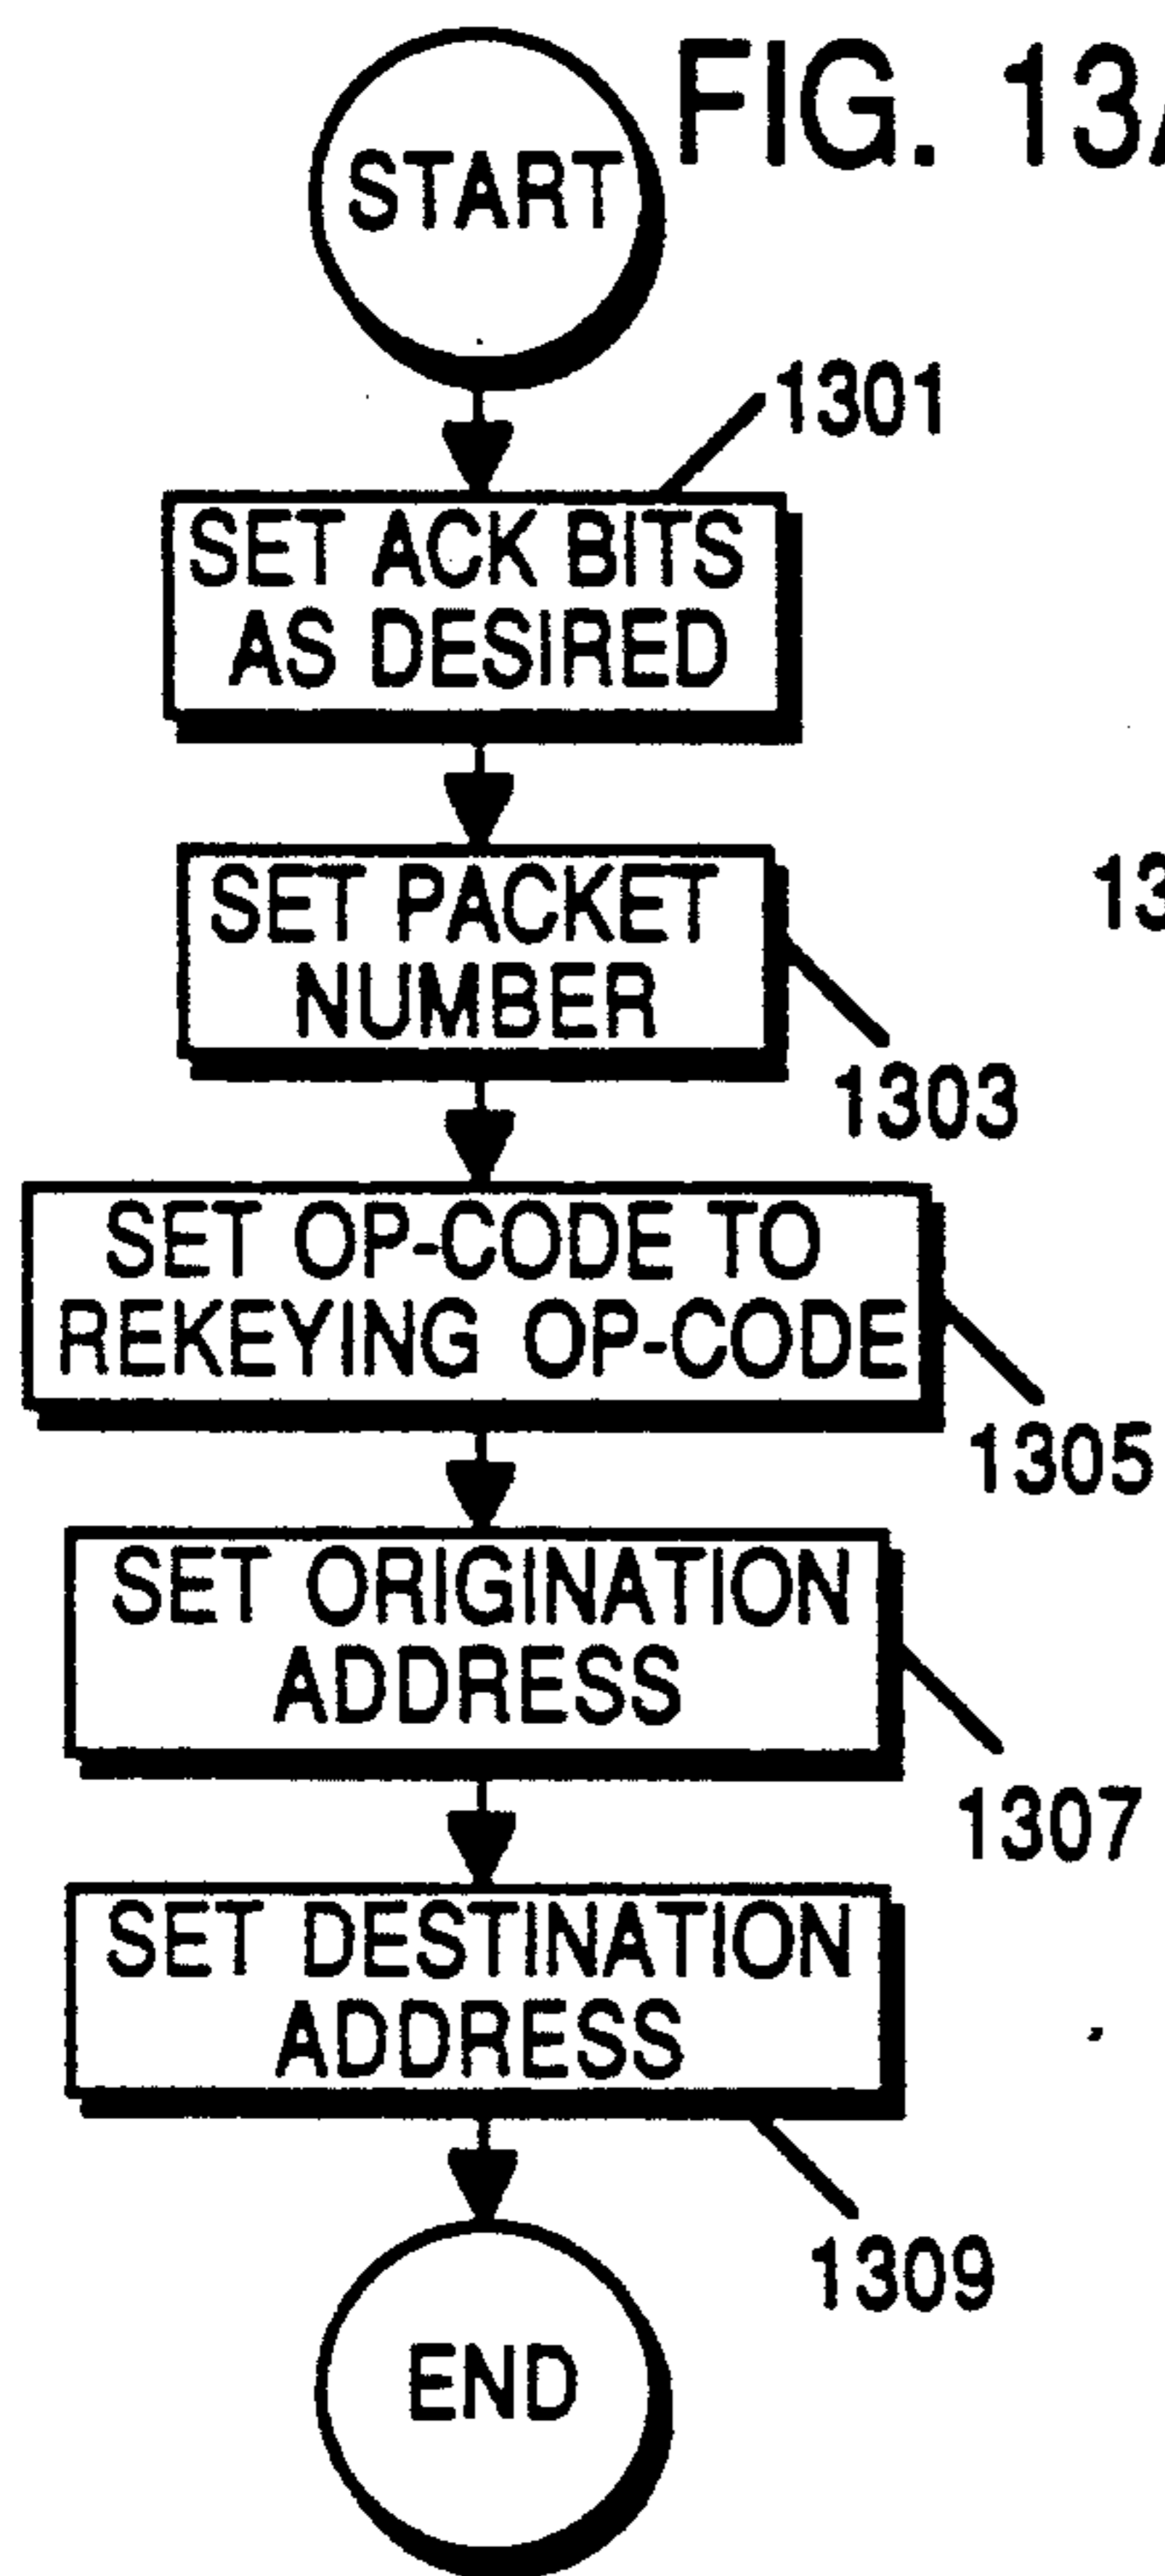 START
FIG. 13A
1301
SET ACK BITS
AS DESIRED
SET PACKET
NUMBER
1303
SET OP-CODE TO
REKEYING OP-CODE
1305
SET ORIGINATION
ADDRESS
1307
SET DESTINATION
ADDRESS
1309
END